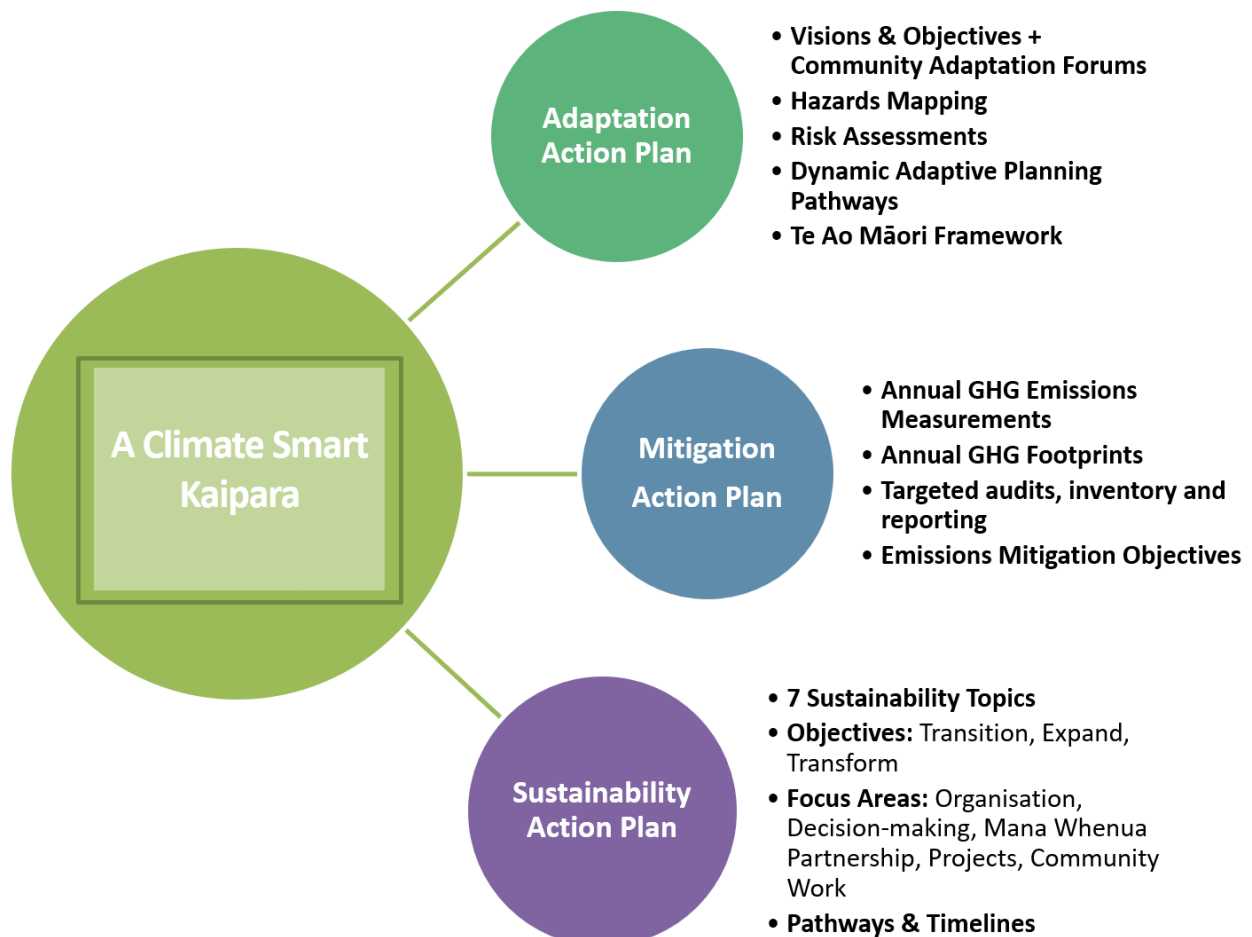 A Climate Smart
Kaipara
Adaptation
Action Plan
• Visions & Objectives +
Community Adaptation Forums
• Hazards Mapping
• Risk Assessments
• Dynamic Adaptive Planning
Pathways
• Te Ao Māori Framework
Mitigation
Action Plan
• Annual GHG Emissions
Measurements
• Annual GHG Footprints
• Targeted audits, inventory and
reporting
• Emissions Mitigation Objectives
Sustainability
Action Plan
• 7 Sustainability Topics
• Objectives: Transition, Expand,
Transform
• Focus Areas: Organisation,
Decision-making, Mana Whenua
Partnership, Projects, Community
Work
• Pathways & Timelines